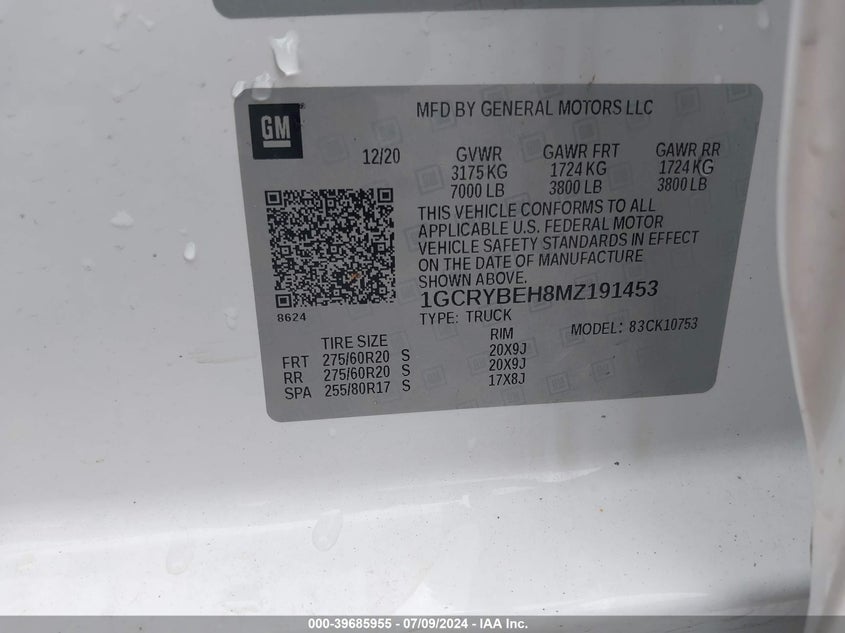 GM
MFD BY GENERAL MOTORS LLC
12/20 GVWR GAWR FRT GAWR RR
3175 KG 1724 KG 1724 KG
7000 LB 3800 LB 3800 LB
THIS VEHICLE CONFORMS TO ALL
APPLICABLE U.S. FEDERAL MOTOR
VEHICLE SAFETY STANDARDS IN EFFECT
ON THE DATE OF MANUFACTURE
SHOWN ABOVE.
8624
1GCRYBEH8MZ191453
TYPE: TRUCK MODEL: 83CK10753
TIRE SIZE RIM
FRT 275/60R20 S 20X9J
RR 275/60R20 S 20X9J
SPA 255/80R17 S 17X8J
000-39685955 - 07/09/2024 - IAA Inc.